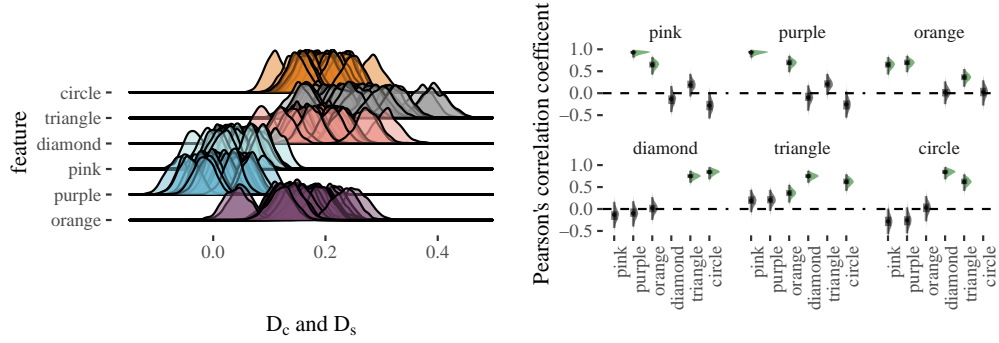 feature
circle
triangle
diamond
pink
purple
orange
0.0 0.2 0.4
D_c and D_s
Pearson's correlation coefficent
pink purple orange
1.0
0.5
0.0
−0.5
diamond triangle circle
1.0
0.5
0.0
−0.5
pink purple orange diamond triangle circle pink purple orange diamond triangle circle pink purple orange diamond triangle circle